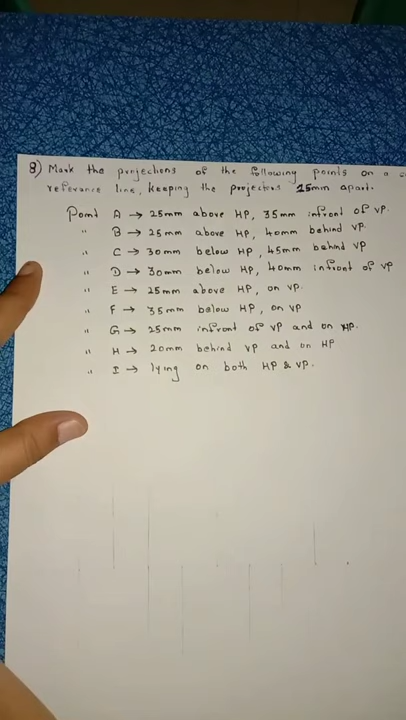 8) Mark the projections of the following points on a
reference line, keeping the projectors 25mm apart.
Point A → 25mm above HP, 35mm infront of VP.
" B → 25mm above HP, 40mm behind VP.
" C → 30mm below HP, 45mm behind VP
" D → 30mm below HP, 40mm infront of VP
" E → 25mm above HP, on VP.
" F → 35mm below HP, on VP
" G → 25mm infront of VP and on HP.
" H → 20mm behind VP and on HP
" I → lying on both HP & VP.